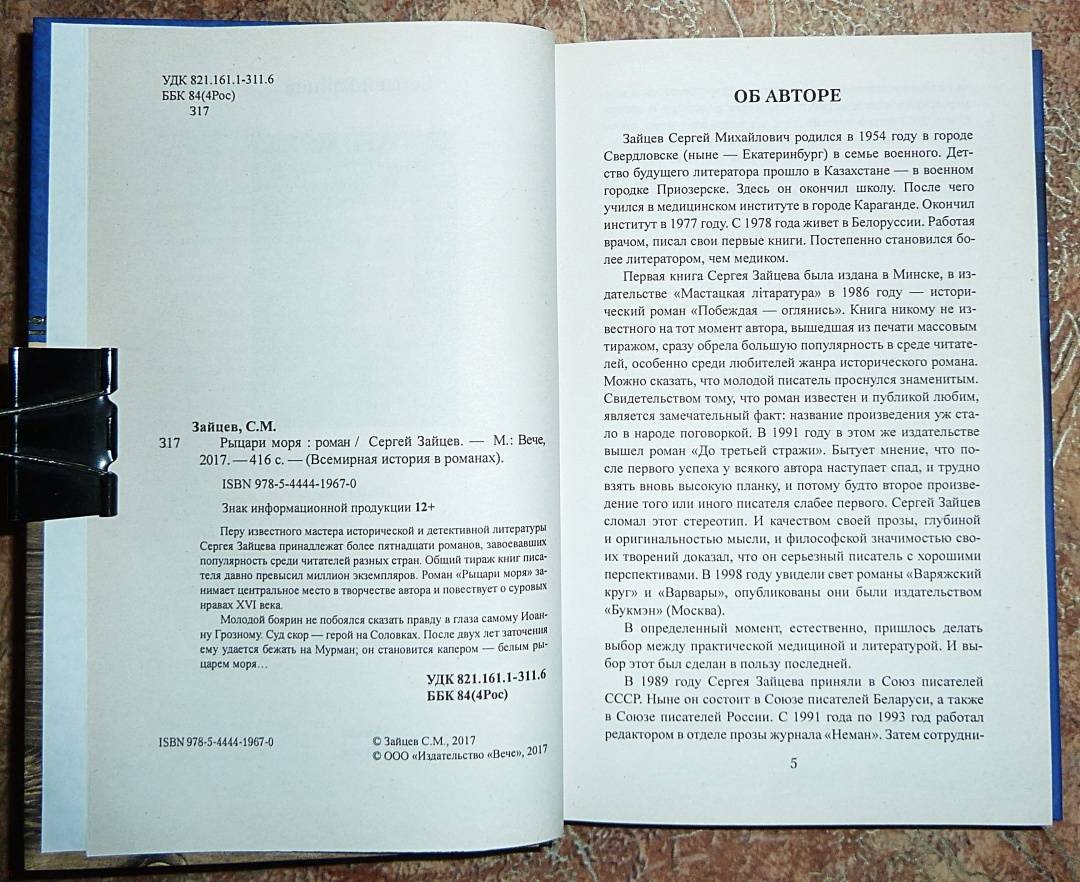 УДК 821.161.1-311.6
ББК 84(4Рос)
З17
Зайцев, С.М.
З17 Рыцари моря : роман / Сергей Зайцев. — М.: Вече,
2017. — 416 с. — (Всемирная история в романах).
ISBN 978-5-4444-1967-0
Знак информационной продукции 12+
Перу известного мастера исторической и детективной литературы
Сергея Зайцева принадлежат более пятнадцати романов, завоевавших
популярность среди читателей разных стран. Общий тираж книг писа-
теля давно превысил миллион экземпляров. Роман «Рыцари моря» за-
нимает центральное место в творчестве автора и повествует о суровых
нравах XVI века.
Молодой боярин не побоялся сказать правду в глаза самому Иоан-
ну Грозному. Суд скор — герой на Соловках. После двух лет заточения
ему удается бежать на Мурман; он становится капером — белым ры-
царем моря…
УДК 821.161.1-311.6
ББК 84(4Рос)
ISBN 978-5-4444-1967-0
© Зайцев С.М., 2017
© ООО «Издательство «Вече», 2017
ОБ АВТОРЕ
Зайцев Сергей Михайлович родился в 1954 году в городе
Свердловске (ныне — Екатеринбург) в семье военного. Дет-
ство будущего литератора прошло в Казахстане — в военном
городке Приозерске. Здесь он окончил школу. После чего
учился в медицинском институте в городе Караганде. Окончил
институт в 1977 году. С 1978 года живет в Белоруссии. Работая
врачом, писал свои первые книги. Постепенно становился бо-
лее литератором, чем медиком.
Первая книга Сергея Зайцева была издана в Минске, в из-
дательстве «Мастацкая літаратура» в 1986 году — истори-
ческий роман «Побеждая — оглянись». Книга никому не из-
вестного на тот момент автора, вышедшая из печати массовым
тиражом, сразу обрела большую популярность в среде читате-
лей, особенно среди любителей жанра исторического романа.
Можно сказать, что молодой писатель проснулся знаменитым.
Свидетельством тому, что роман известен и публикой любим,
является замечательный факт: название произведения уж ста-
ло в народе поговоркой. В 1991 году в этом же издательстве
вышел роман «До третьей стражи». Бытует мнение, что по-
сле первого успеха у всякого автора наступает спад, и трудно
взять вновь высокую планку, и потому будто второе произве-
дение того или иного писателя слабее первого. Сергей Зайцев
сломал этот стереотип. И качеством своей прозы, глубиной
и оригинальностью мысли, и философской значимостью сво-
их творений доказал, что он серьезный писатель с хорошими
перспективами. В 1998 году увидели свет романы «Варяжский
круг» и «Варвары», опубликованы они были издательством
«Букмэн» (Москва).
В определенный момент, естественно, пришлось делать
выбор между практической медициной и литературой. И вы-
бор этот был сделан в пользу последней.
В 1989 году Сергея Зайцева приняли в Союз писателей
СССР. Ныне он состоит в Союзе писателей Беларуси, а также
в Союзе писателей России. С 1991 года по 1993 год работал
редактором в отделе прозы журнала «Неман». Затем сотрудни-
5